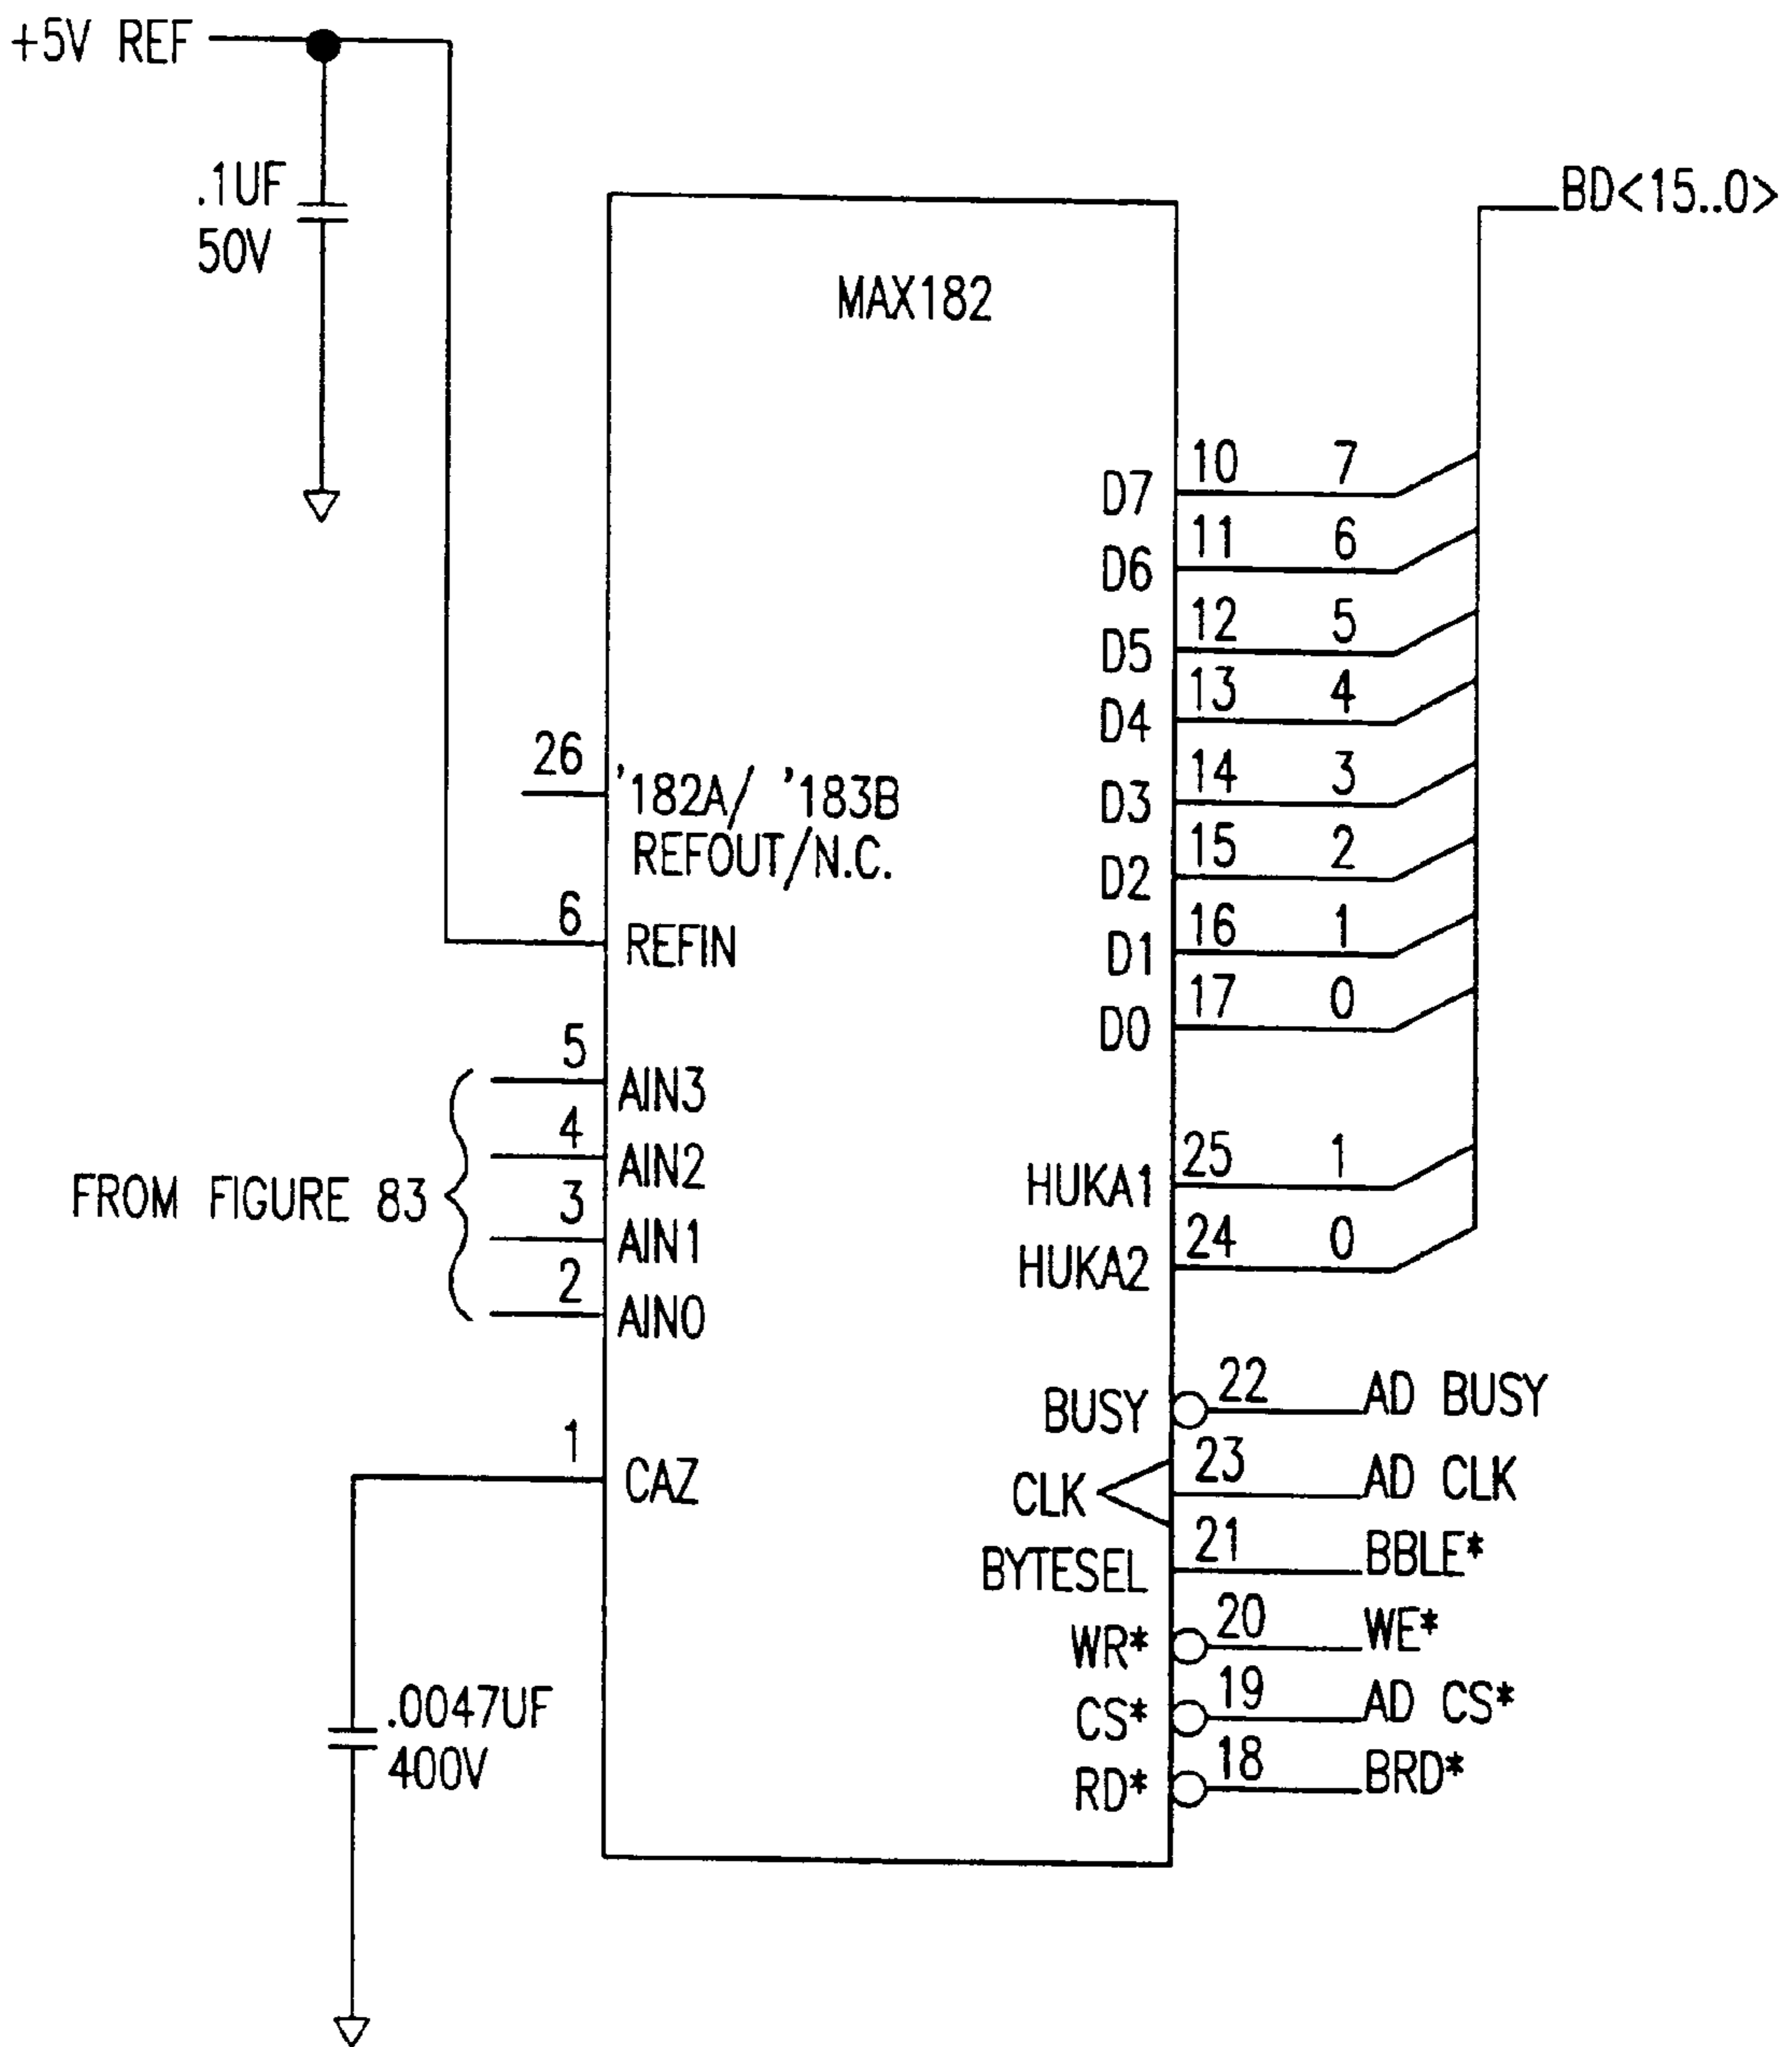 +5V REF
.1UF
50V
BD<15..0>
MAX182
D7 10 7
D6 11 6
D5 12 5
D4 13 4
D3 14 3
D2 15 2
D1 16 1
D0 17 0
26 '182A/ '183B
REFOUT/N.C.
6 REFIN
5 AIN3
4 AIN2
3 AIN1
2 AIN0
FROM FIGURE 83
HUKA1 25 1
HUKA2 24 0
1 CAZ
.0047UF
400V
BUSY 22 AD BUSY
CLK 23 AD CLK
BYTESEL 21 BBLE*
WR* 20 WE*
CS* 19 AD CS*
RD* 18 BRD*